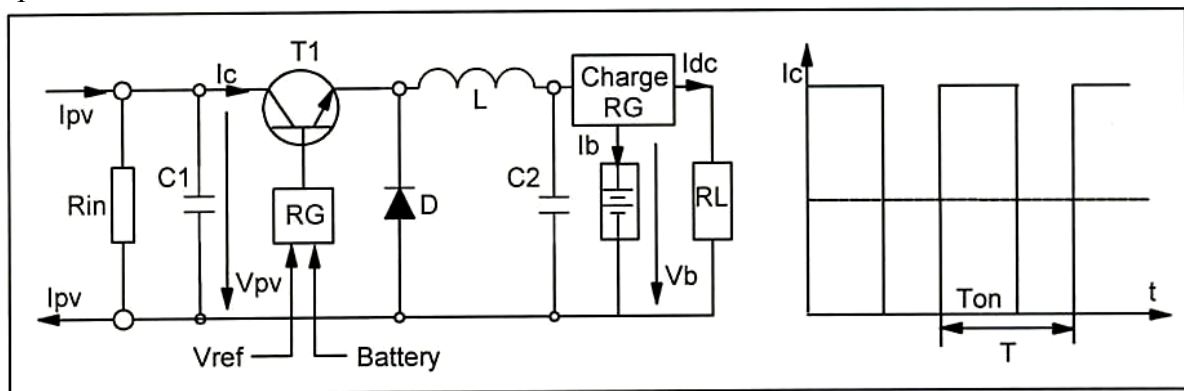 T1
Ic
Ipv
L
Charge
RG
Idc
Ib
Rin
C1
RG
D
C2
RL
Vpv
Vb
Ipv
Vref
Battery
Ic
Ton
t
T